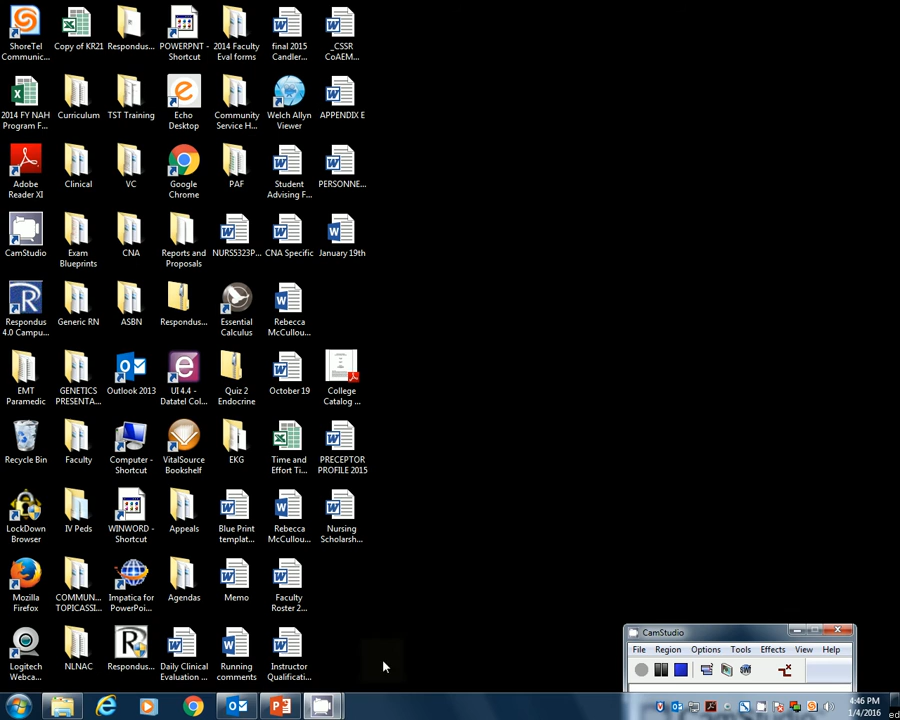 ShoreTel Communic...
Copy of KR21
Respondus...
POWERPNT - Shortcut
2014 Faculty Eval forms
final 2015 Candler...
_CSSR CoAEM...
2014 FY NAH Program F...
Curriculum
TST Training
Echo Desktop
Community Service H...
Welch Allyn Viewer
APPENDIX E
Adobe Reader XI
Clinical
VC
Google Chrome
PAF
Student Advising F...
PERSONNE...
CamStudio
Exam Blueprints
CNA
Reports and Proposals
NURS5323P...
CNA Specific
January 19th
Respondus 4.0 Campu...
Generic RN
ASBN
Respondus...
Essential Calculus
Rebecca McCullou...
EMT Paramedic
GENETICS PRESENTA...
Outlook 2013
UI 4.4 - Datatel Col...
Quiz 2 Endocrine
October 19
College Catalog ...
Recycle Bin
Faculty
Computer - Shortcut
VitalSource Bookshelf
EKG
Time and Effort Ti...
PRECEPTOR PROFILE 2015
LockDown Browser
IV Peds
WINWORD - Shortcut
Appeals
Blue Print templat...
Rebecca McCullou...
Nursing Scholarsh...
Mozilla Firefox
COMMUN... TOPICASSI...
Impatica for PowerPoi...
Agendas
Memo
Faculty Roster 2...
Logitech Webca...
NLNAC
Respondus...
Daily Clinical Evaluation ...
Running comments
Instructor Qualificati...
CamStudio
File Region Options Tools Effects View Help
4:46 PM
1/4/2016
ed